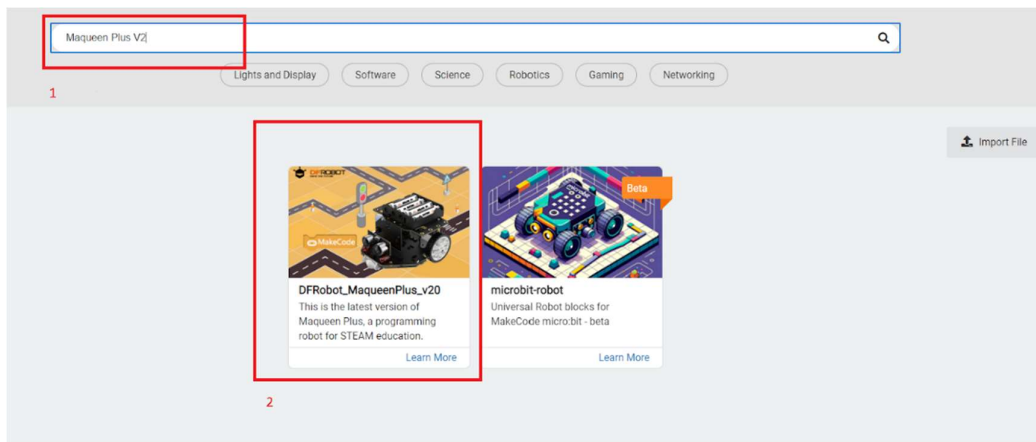 Maqueen Plus V2
Lights and Display
Software
Science
Robotics
Gaming
Networking
1
Import File
DFROBOT
MakeCode
DFRobot_MaqueenPlus_v20
This is the latest version of
Maqueen Plus, a programming
robot for STEAM education.
Learn More
Beta
microbit
microbit-robot
Universal Robot blocks for
MakeCode micro:bit - beta
Learn More
2